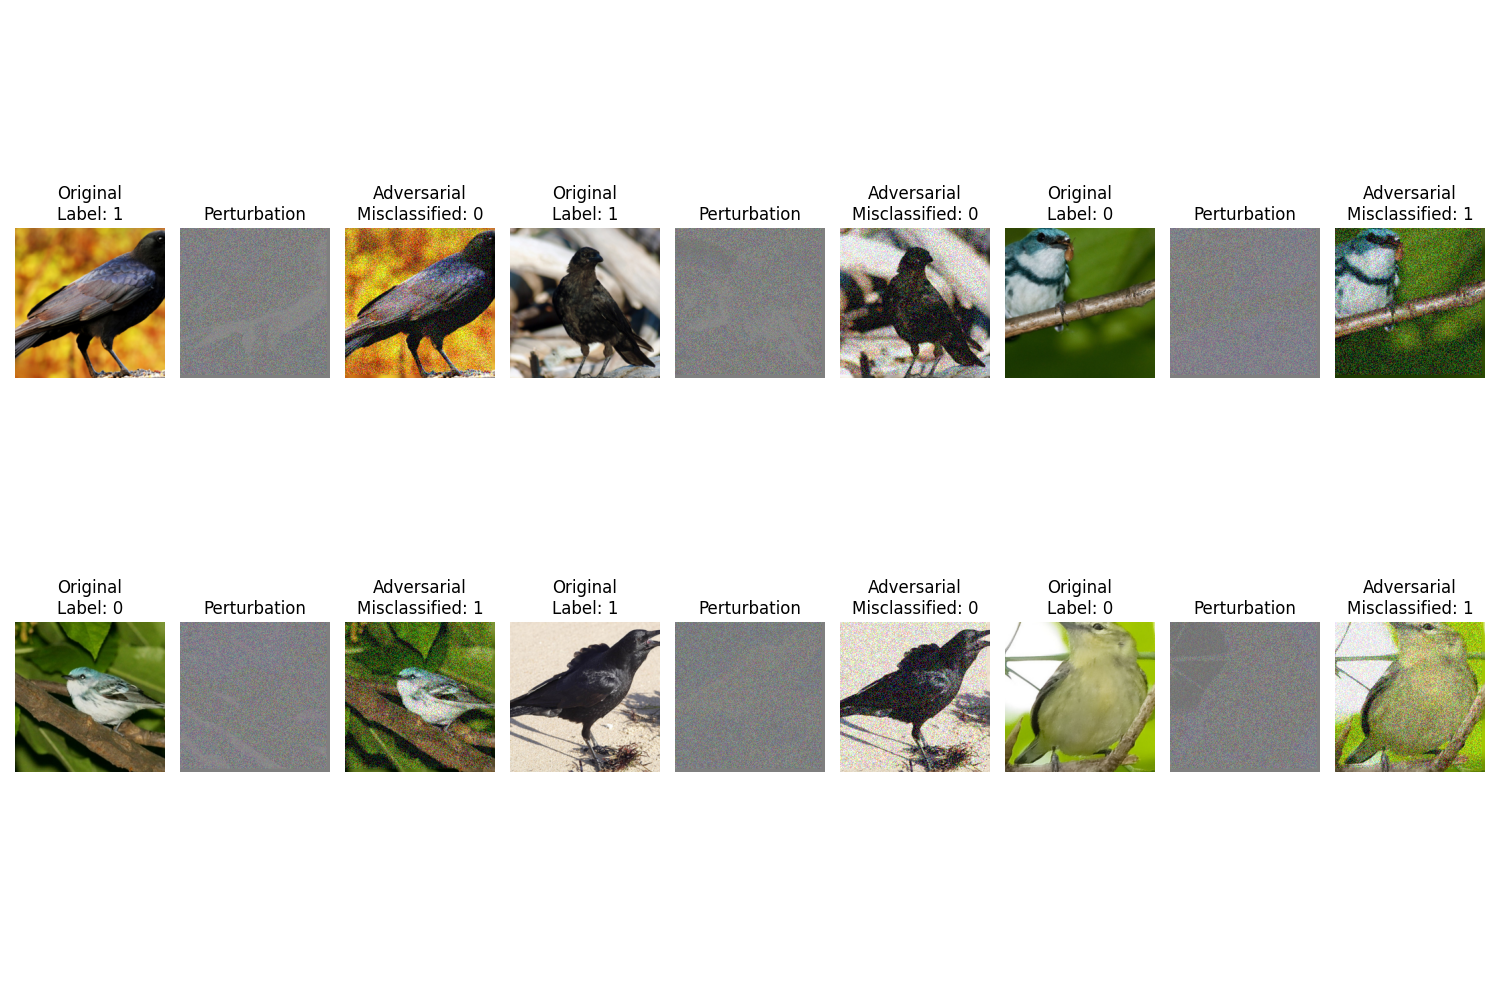 Original
Label: 1
Perturbation
Adversarial
Misclassified: 0
Original
Label: 1
Perturbation
Adversarial
Misclassified: 0
Original
Label: 0
Perturbation
Adversarial
Misclassified: 1
Original
Label: 0
Perturbation
Adversarial
Misclassified: 1
Original
Label: 1
Perturbation
Adversarial
Misclassified: 0
Original
Label: 0
Perturbation
Adversarial
Misclassified: 1